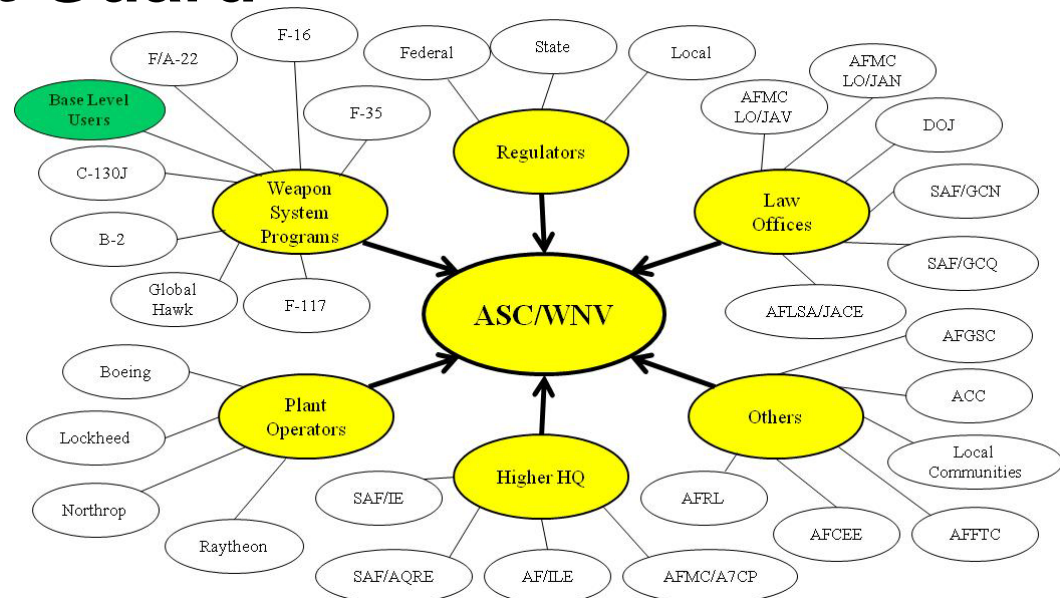 F-16
State
Federal
Local
F/A-22
AFMC
LO/JAN
Base Level
Users
F-35
AFMC
LO/JAV
DOJ
Regulators
C-130J
Weapon
System
Programs
Law
Offices
SAF/GCN
B-2
SAF/GCQ
Global
Hawk
F-117
ASC/WNV
AFLSA/JACE
AFGSC
Boeing
Plant
Operators
Others
ACC
Lockheed
Local
Communities
Higher HQ
SAF/IE
AFRL
Northrop
Raytheon
AFCEE
AFFTC
SAF/AQRE
AF/ILE
AFMC/A7CP